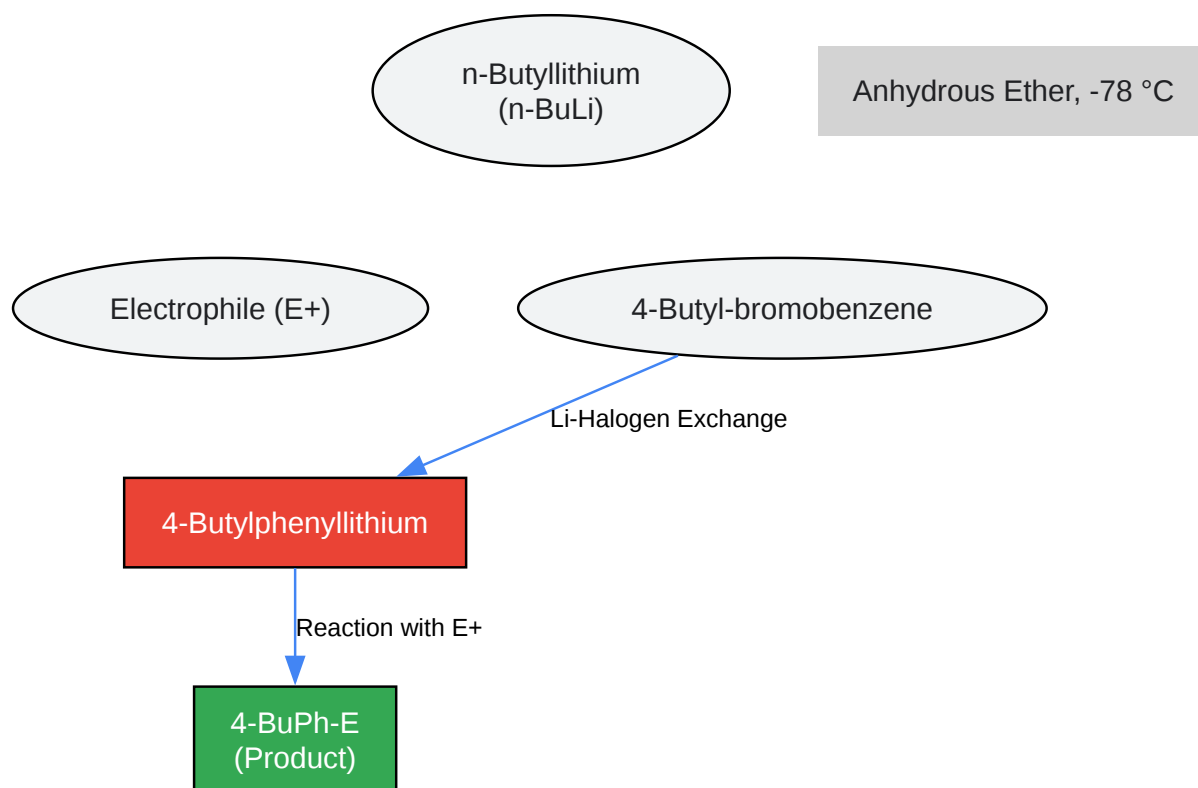 n-Butyllithium
(n-BuLi)
Anhydrous Ether, -78 °C
Electrophile (E+)
4-Butyl-bromobenzene
Li-Halogen Exchange
4-Butylphenyllithium
Reaction with E+
4-BuPh-E
(Product)